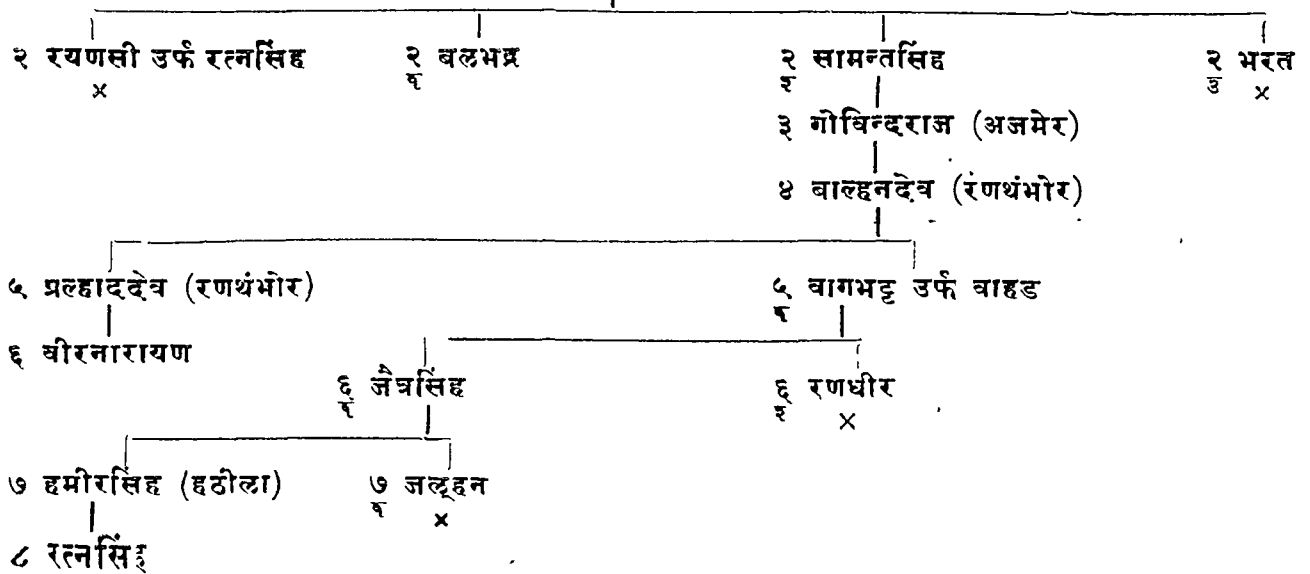 २ रयणसी उर्फ रत्नसिंह २ ब बलभद्र २ इ सामन्तसिंह २ उ भरत
× ×
३ गोविन्दराज (अजमेर)
४ बाल्हनदेव (रणथंभोर)
५ प्रल्हाददेव (रणथंभोर) ५ वागभट्ट उर्फ वाहड
६ वीरनारायण
६ जैत्रसिंह ६ रणधीर
×
७ हमीरसिंह (हठीला) ७ जल्हन
×
८ रत्नसिंह